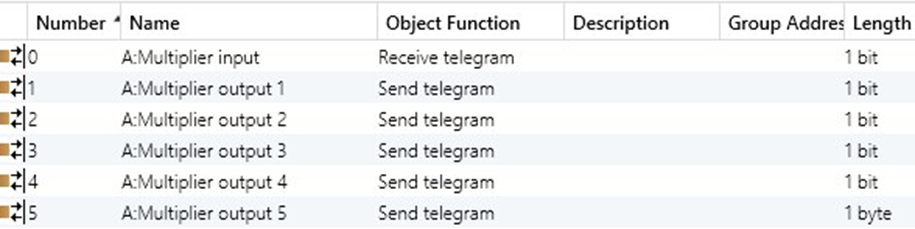 Number Name Object Function Description Group Addres Length
0 A:Multiplier input Receive telegram 1 bit
1 A:Multiplier output 1 Send telegram 1 bit
2 A:Multiplier output 2 Send telegram 1 bit
3 A:Multiplier output 3 Send telegram 1 bit
4 A:Multiplier output 4 Send telegram 1 bit
5 A:Multiplier output 5 Send telegram 1 byte